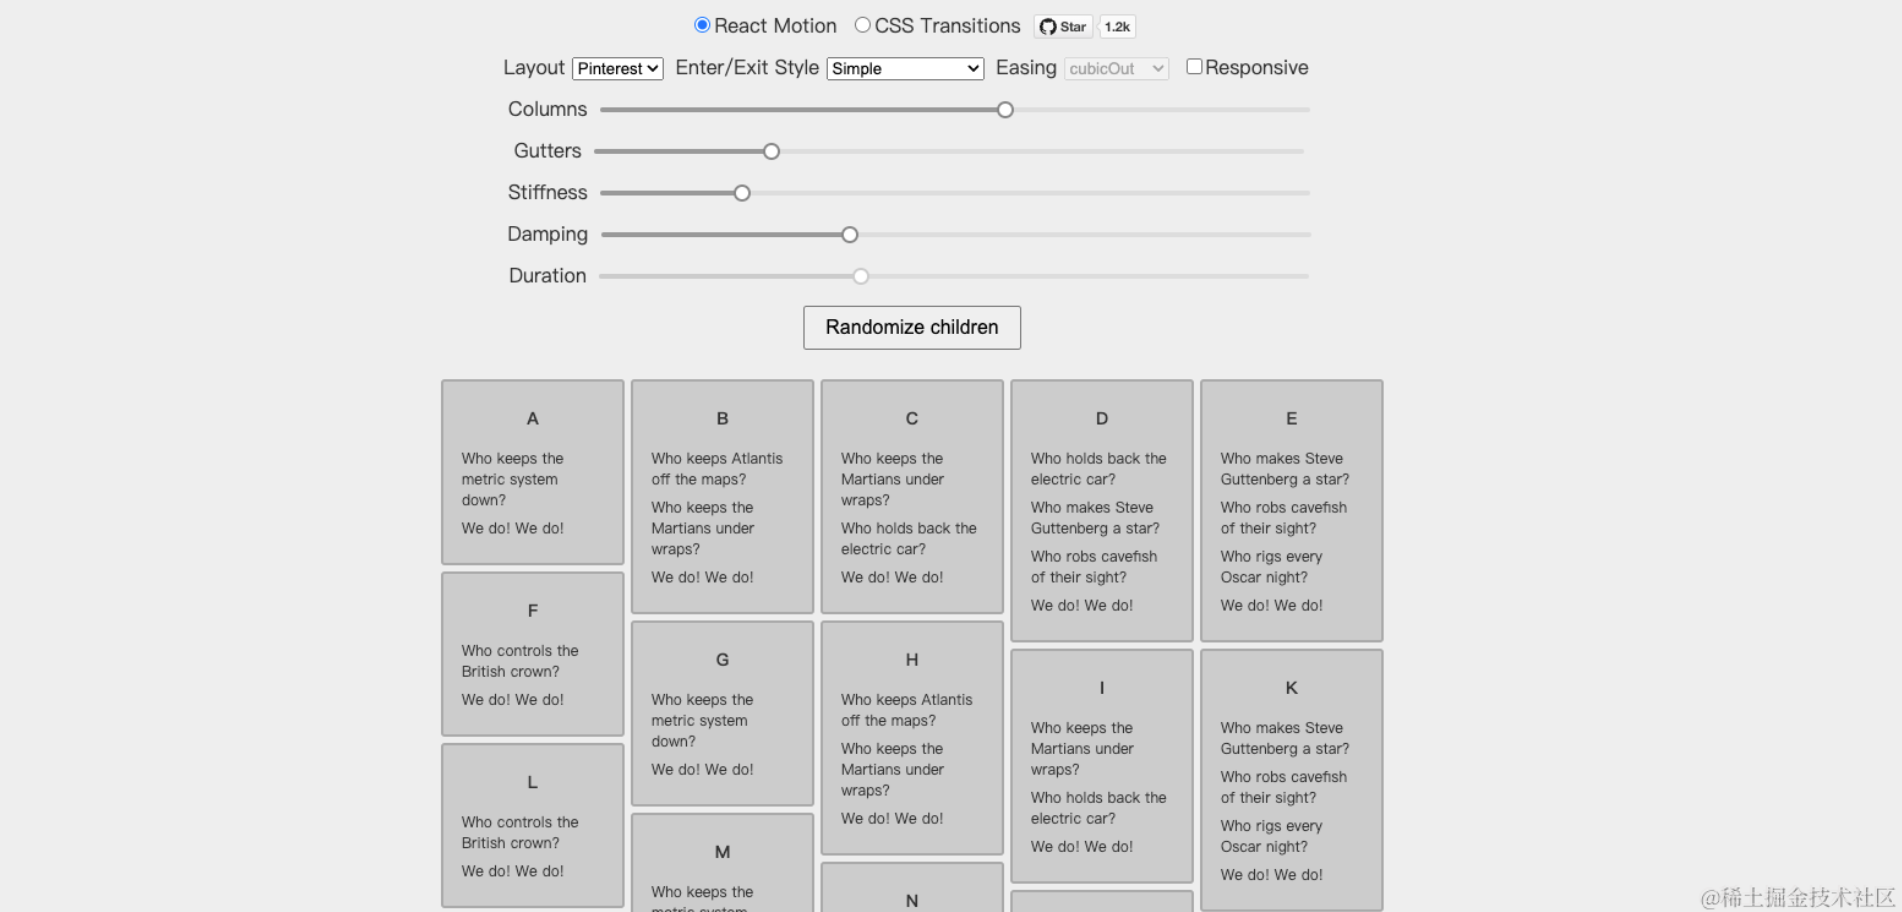 React Motion CSS Transitions Star 1.2k
Layout Pinterest Enter/Exit Style Simple Easing cubicOut Responsive
Columns
Gutters
Stiffness
Damping
Duration
Randomize children
A
Who keeps the
metric system
down?
We do! We do!
B
Who keeps Atlantis
off the maps?
Who keeps the
Martians under
wraps?
We do! We do!
C
Who keeps the
Martians under
wraps?
Who holds back the
electric car?
We do! We do!
D
Who holds back the
electric car?
Who makes Steve
Guttenberg a star?
Who robs cavefish
of their sight?
We do! We do!
E
Who makes Steve
Guttenberg a star?
Who robs cavefish
of their sight?
Who rigs every
Oscar night?
We do! We do!
F
Who controls the
British crown?
We do! We do!
G
Who keeps the
metric system
down?
We do! We do!
H
Who keeps Atlantis
off the maps?
Who keeps the
Martians under
wraps?
We do! We do!
I
Who keeps the
Martians under
wraps?
Who holds back the
electric car?
We do! We do!
K
Who makes Steve
Guttenberg a star?
Who robs cavefish
of their sight?
Who rigs every
Oscar night?
We do! We do!
L
Who controls the
British crown?
We do! We do!
M
Who keeps the
metric system
N
@稀土掘金技术社区